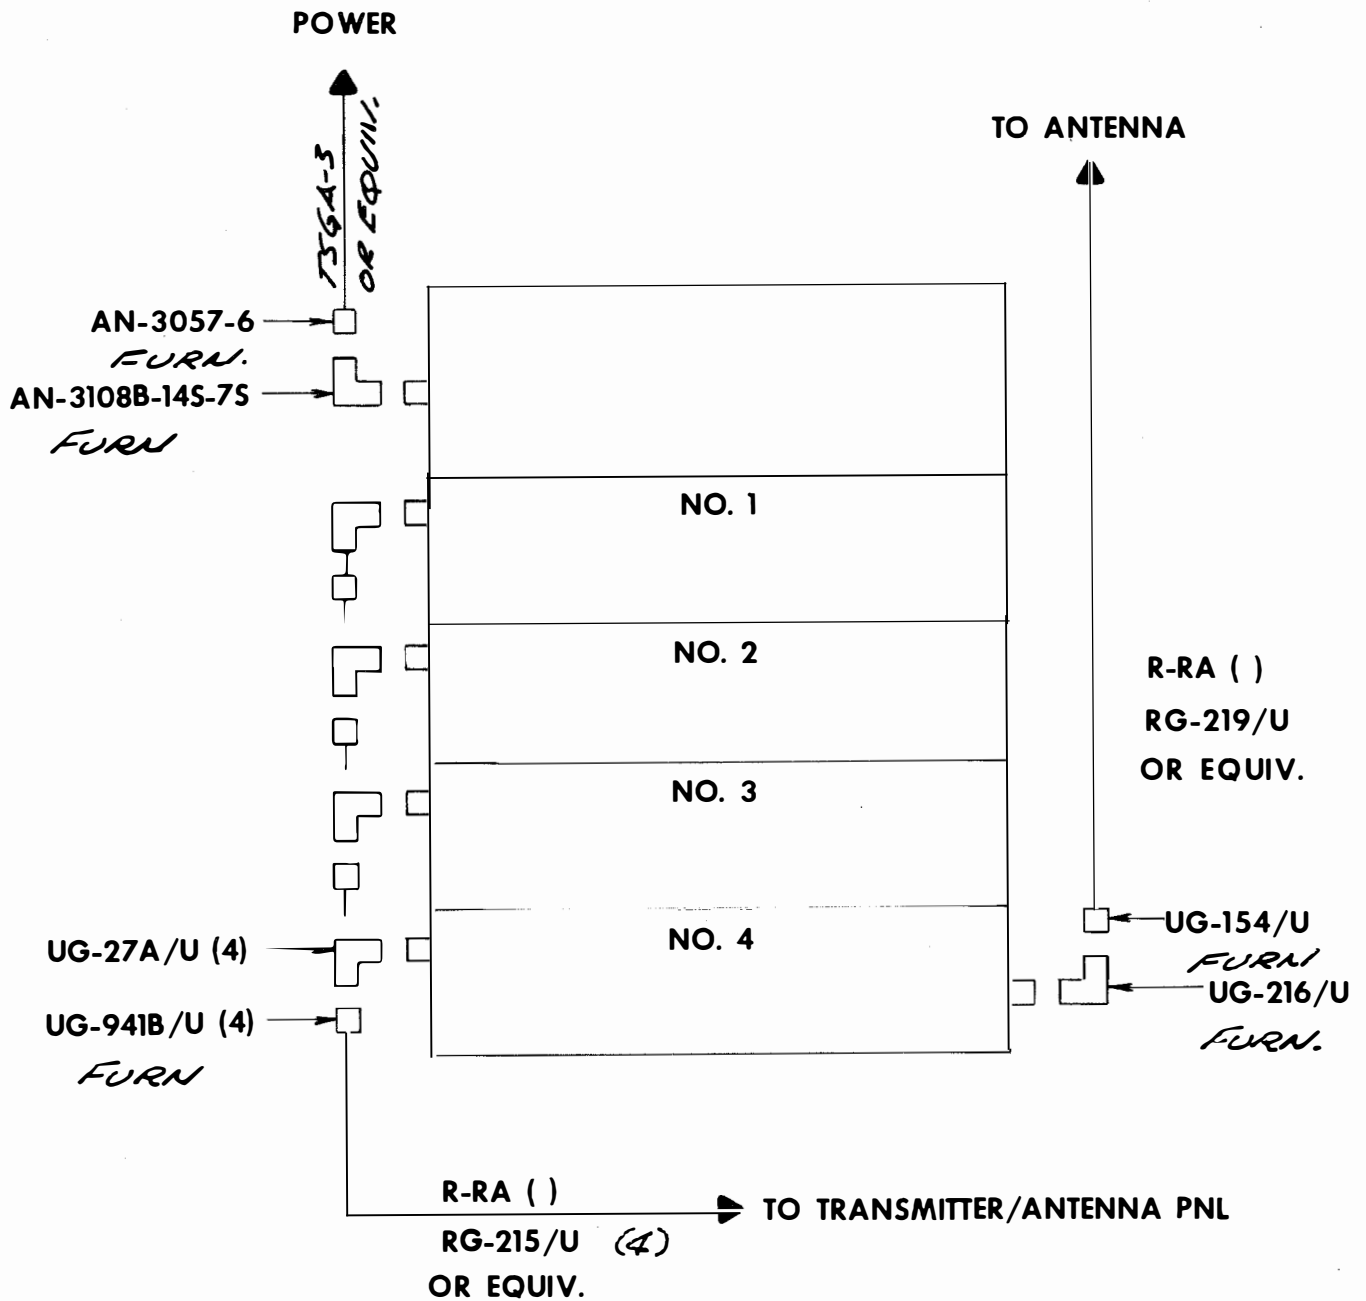 POWER
TO ANTENNA
TSGA-3
OR EQUIV.
AN-3057-6
FURN.
AN-3108B-14S-7S
FURN
NO. 1
NO. 2
NO. 3
NO. 4
R-RA ( )
RG-219/U
OR EQUIV.
UG-27A/U (4)
UG-941B/U (4)
FURN
UG-154/U
FURN
UG-216/U
FURN.
R-RA ( )
RG-215/U (4)
OR EQUIV.
TO TRANSMITTER/ANTENNA PNL